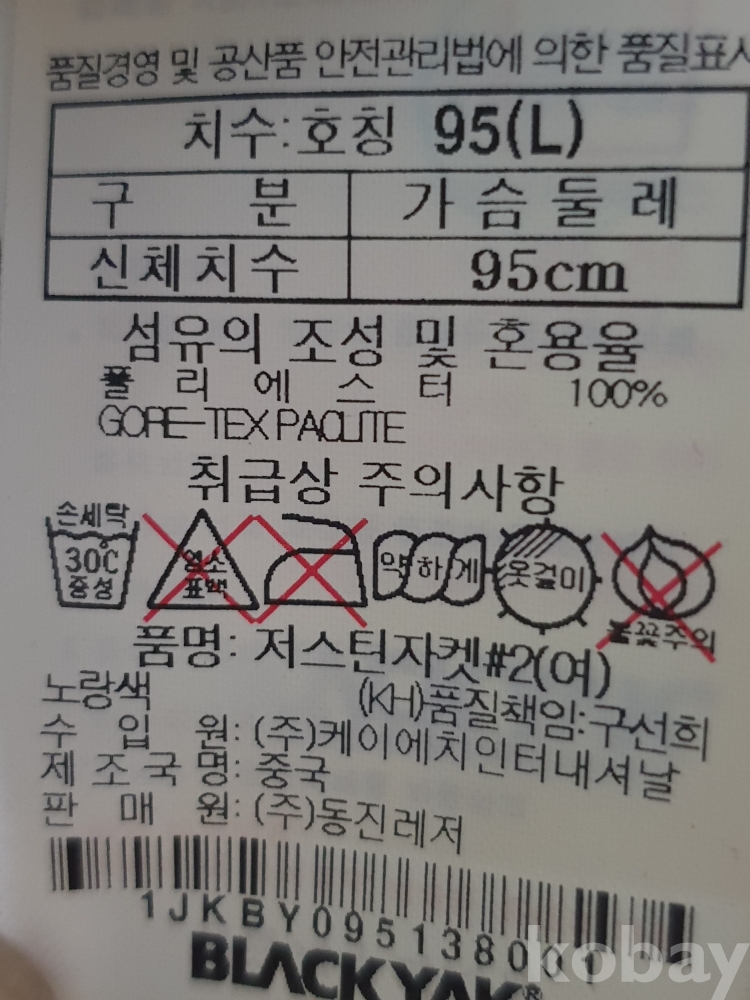 품질경영 및 공산품 안전관리법에 의한 품질표시
치수:호칭 95(L)
구 분 가슴둘레
신체치수 95cm
섬유의 조성 및 혼용율
폴리에스터 100%
GORE-TEX PACLITE
취급상 주의사항
손세탁
30℃
중성
염소
표백
약하게
옷걸이
불꽃주의
품명: 저스틴자켓#2(여)
노랑색 (KH)품질책임:구선희
수입원: (주)케이에치인터내셔날
제조국명: 중국
판매원: (주)동진레저
1JKBY09513800
BLACKYAK®
kobay